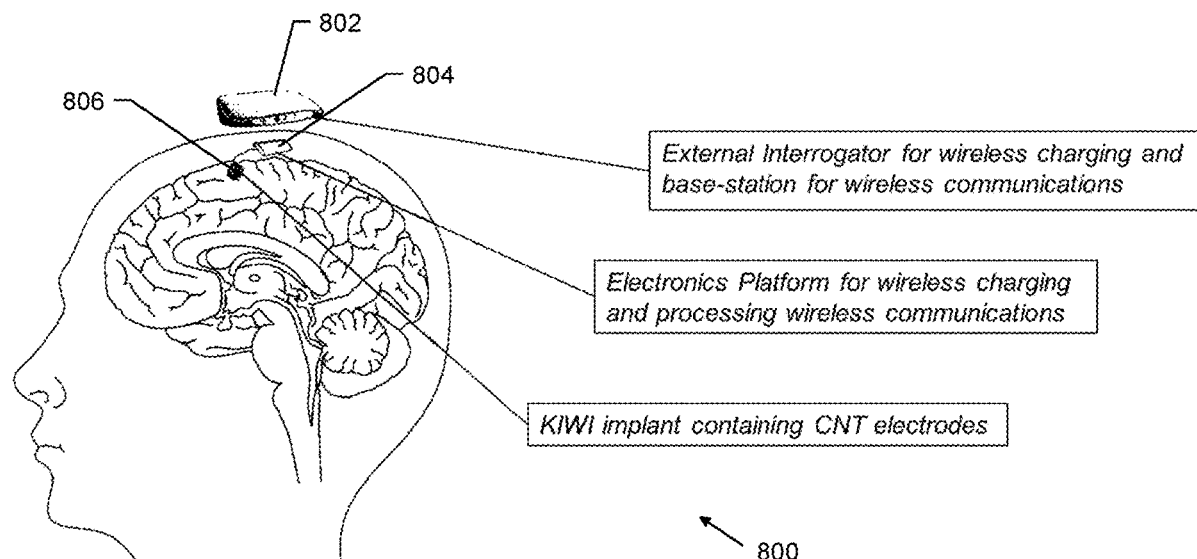 802
804
806
External Interrogator for wireless charging and
base-station for wireless communications
Electronics Platform for wireless charging
and processing wireless communications
KIWI implant containing CNT electrodes
800